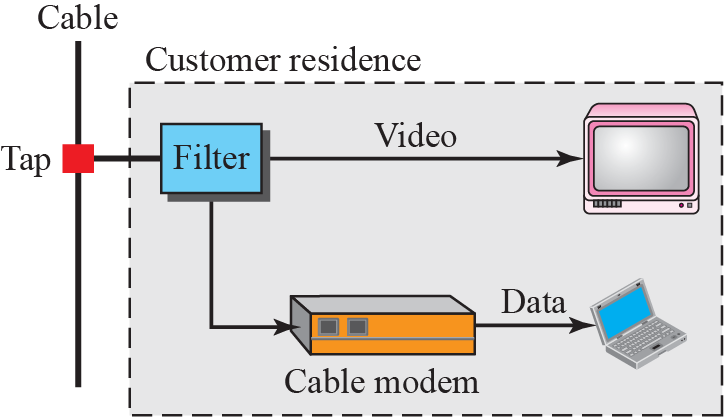 Cable
Customer residence
Tap
Filter
Video
Data
Cable modem